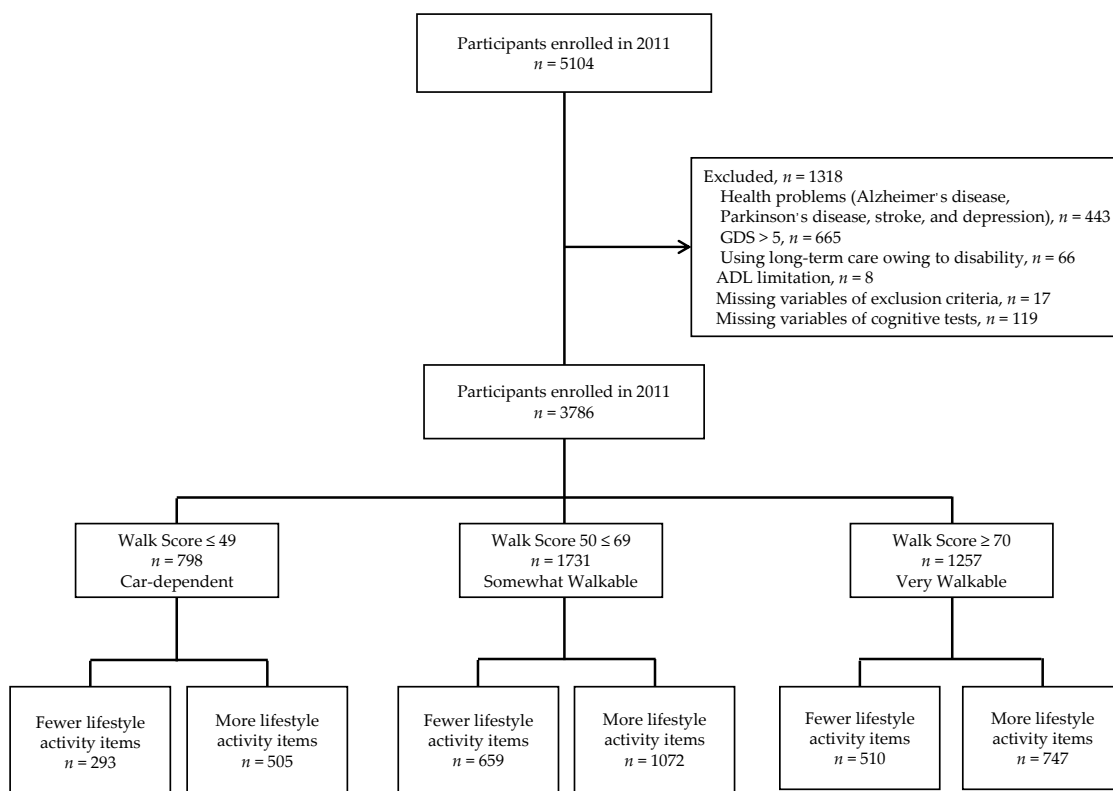 Participants enrolled in 2011
n = 5104
Excluded, n = 1318
Health problems (Alzheimer's disease,
Parkinson's disease, stroke, and depression), n = 443
GDS > 5, n = 665
Using long-term care owing to disability, n = 66
ADL limitation, n = 8
Missing variables of exclusion criteria, n = 17
Missing variables of cognitive tests, n = 119
Participants enrolled in 2011
n = 3786
Walk Score ≤ 49
n = 798
Car-dependent
Walk Score 50 ≤ 69
n = 1731
Somewhat Walkable
Walk Score ≥ 70
n = 1257
Very Walkable
Fewer lifestyle
activity items
n = 293
More lifestyle
activity items
n = 505
Fewer lifestyle
activity items
n = 659
More lifestyle
activity items
n = 1072
Fewer lifestyle
activity items
n = 510
More lifestyle
activity items
n = 747